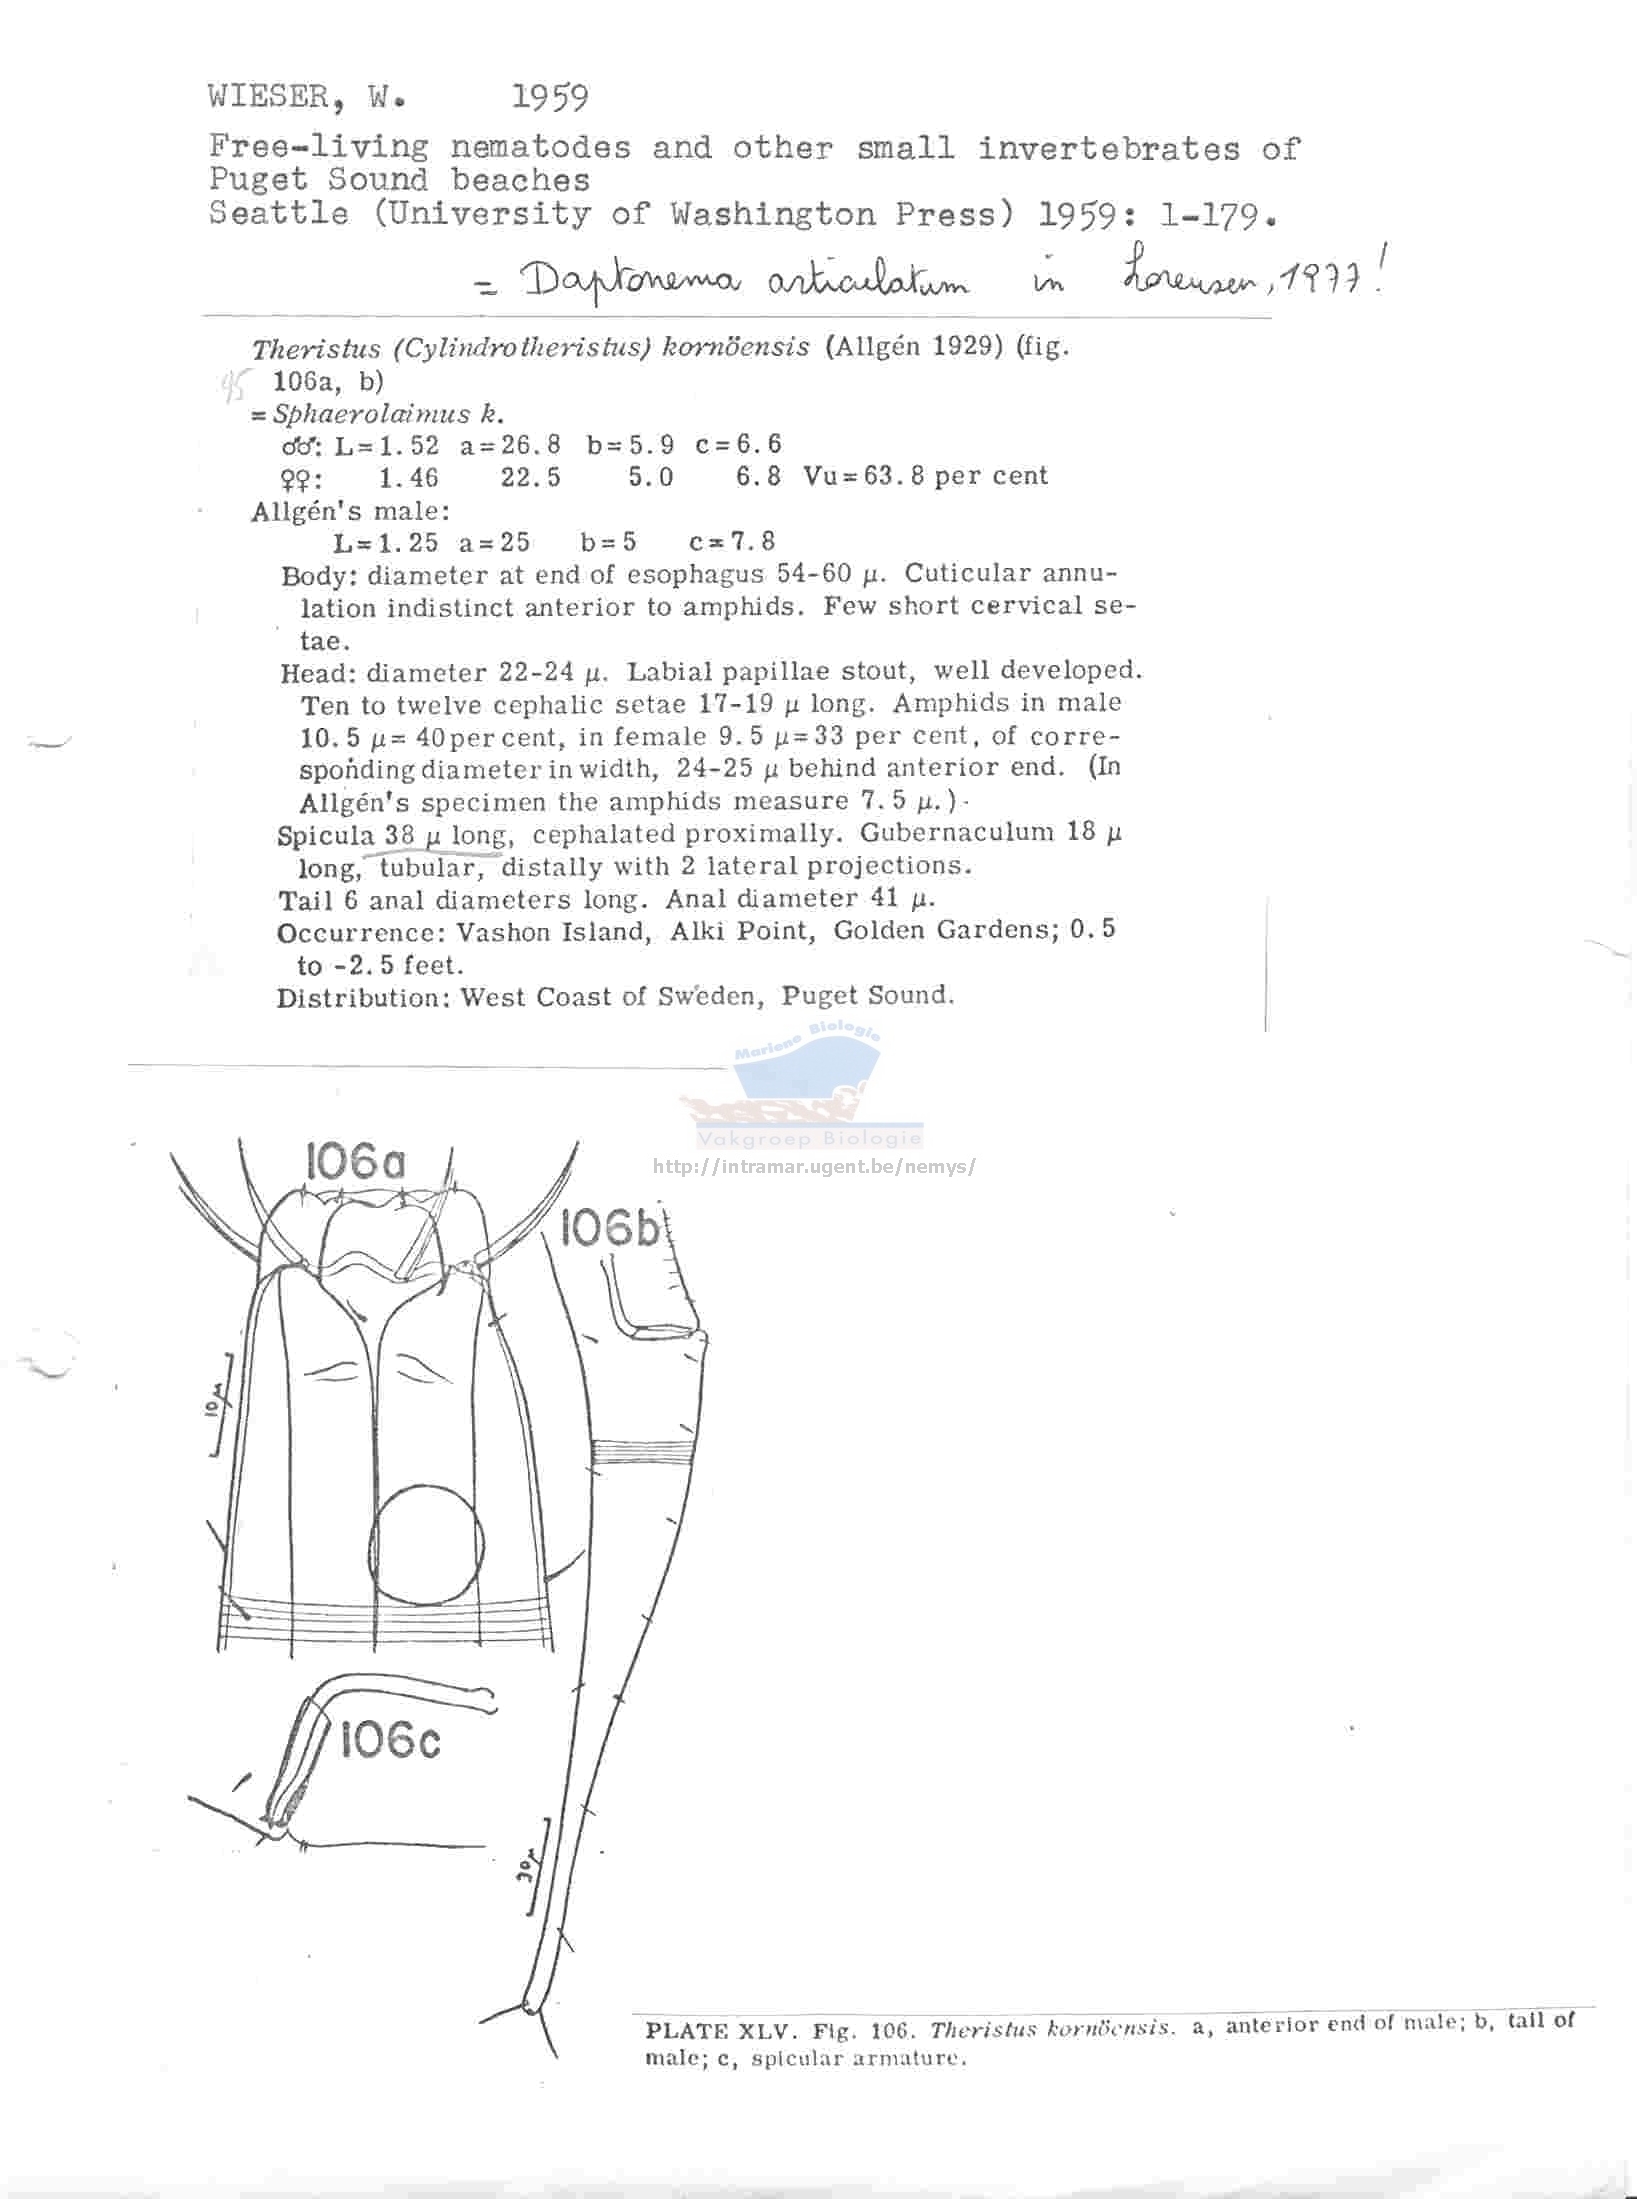 WIESER, W. 1959
Free-living nematodes and other small invertebrates of
Puget Sound beaches
Seattle (University of Washington Press) 1959: 1-179.
= Daptonema articulatum in Lorenzen, 1977!
Theristus (Cylindrotheristus) kornöensis (Allgén 1929) (fig.
45 106a, b)
= Sphaerolaimus k.
♂♂: L=1.52 a=26.8 b=5.9 c=6.6
♀♀: 1.46 22.5 5.0 6.8 Vu=63.8 per cent
Allgén's male:
L=1.25 a=25 b=5 c=7.8
Body: diameter at end of esophagus 54-60 μ. Cuticular annu-
lation indistinct anterior to amphids. Few short cervical se-
tae.
Head: diameter 22-24 μ. Labial papillae stout, well developed.
Ten to twelve cephalic setae 17-19 μ long. Amphids in male
10.5 μ= 40 per cent, in female 9.5 μ=33 per cent, of corre-
sponding diameter in width, 24-25 μ behind anterior end. (In
Allgén's specimen the amphids measure 7.5 μ.)
Spicula 38 μ long, cephalated proximally. Gubernaculum 18 μ
long, tubular, distally with 2 lateral projections.
Tail 6 anal diameters long. Anal diameter 41 μ.
Occurrence: Vashon Island, Alki Point, Golden Gardens; 0.5
to -2.5 feet.
Distribution: West Coast of Sweden, Puget Sound.
Mariene Biologie
Vakgroep Biologie
http://intramar.ugent.be/nemys/
106a
106b
10μ
106c
30μ
PLATE XLV. Fig. 106. Theristus kornöensis. a, anterior end of male; b, tail of
male; c, spicular armature.